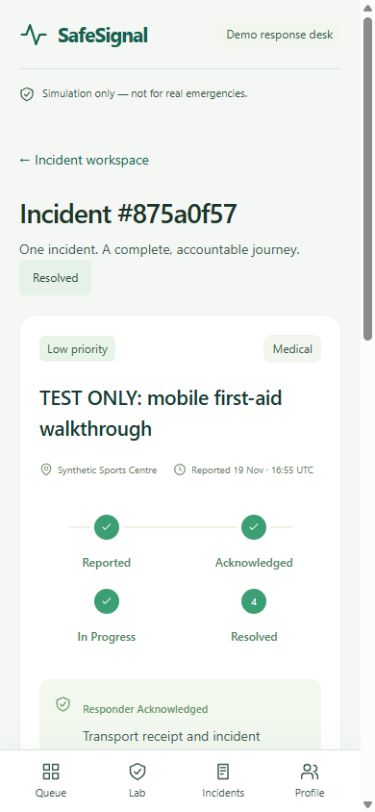 SafeSignal
Demo response desk
Simulation only — not for real emergencies.
← Incident workspace
Incident #875a0f57
One incident. A complete, accountable journey.
Resolved
Low priority
Medical
TEST ONLY: mobile first-aid
walkthrough
Synthetic Sports Centre
Reported 19 Nov · 16:55 UTC
Reported
Acknowledged
4
In Progress
Resolved
Responder Acknowledged
Transport receipt and incident
Queue
Lab
Incidents
Profile